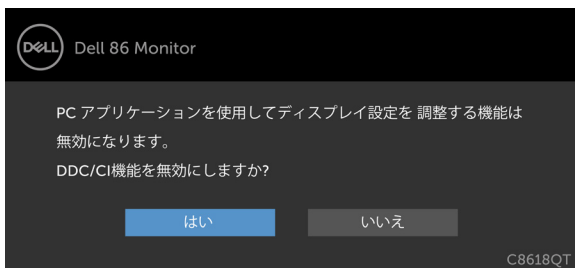 DELL Dell 86 Monitor
PC アプリケーションを使用してディスプレイ設定を 調整する機能は
無効になります。
DDC/CI機能を無効にしますか?
はい いいえ
C8618QT